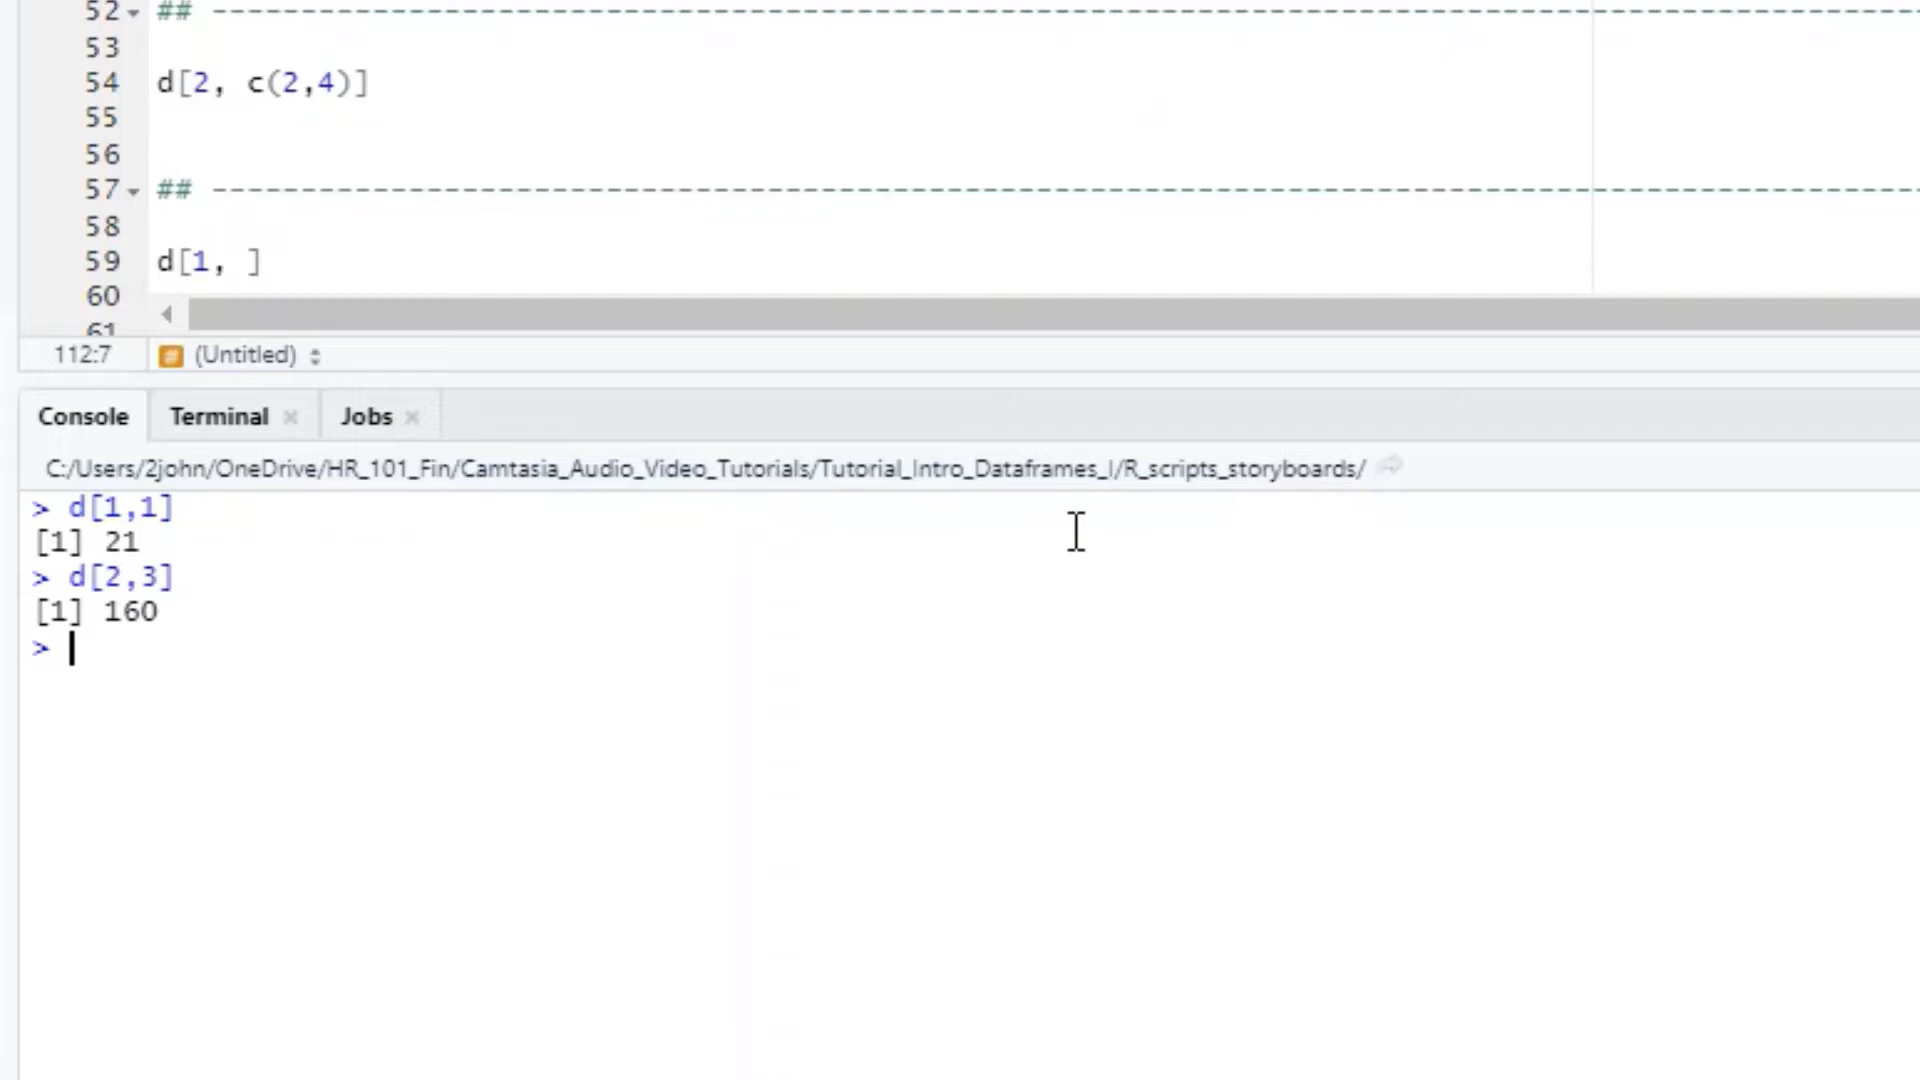 52 ## --------------------------------------------------------------------------------
53
54 d[2, c(2,4)]
55
56
57 ## --------------------------------------------------------------------------------
58
59 d[1, ]
60
61
112:7 # (Untitled)
Console Terminal Jobs
C:/Users/2john/OneDrive/HR_101_Fin/Camtasia_Audio_Video_Tutorials/Tutorial_Intro_Dataframes_I/R_scripts_storyboards/
> d[1,1]
[1] 21
> d[2,3]
[1] 160
>